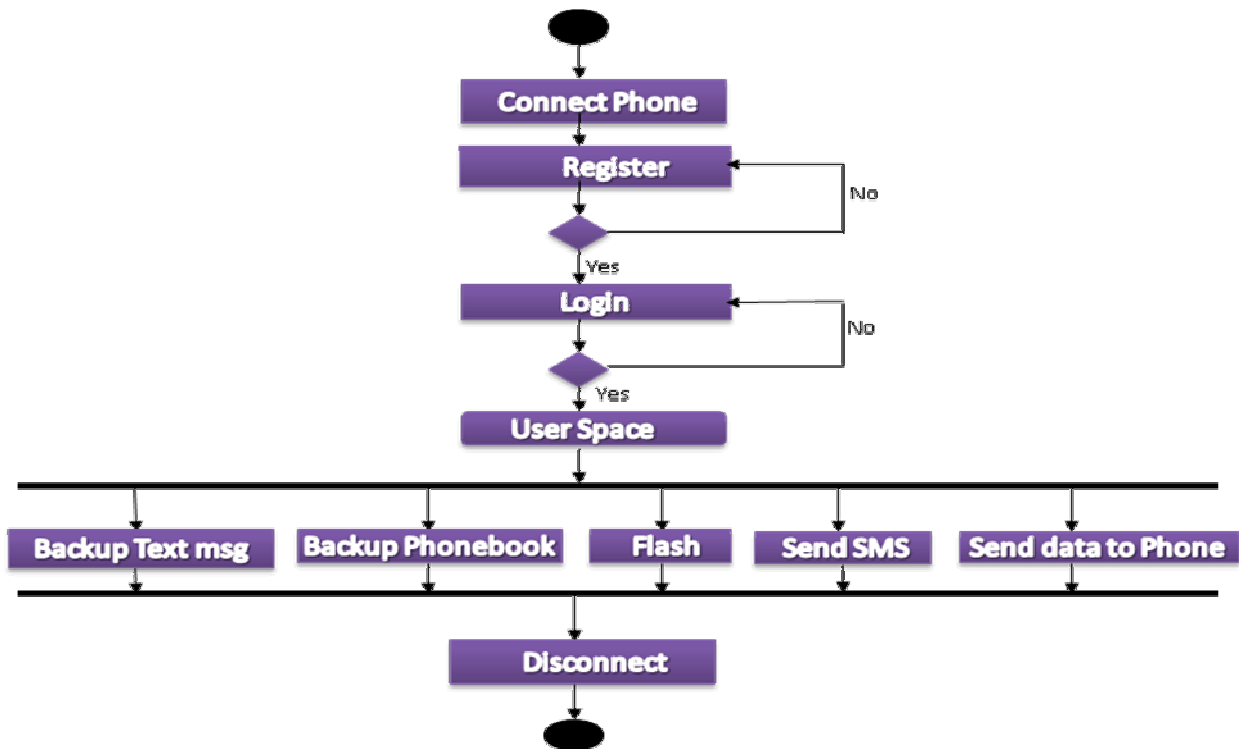 Connect Phone
Register
No
Yes
Login
No
Yes
User Space
Backup Text msg
Backup Phonebook
Flash
Send SMS
Send data to Phone
Disconnect